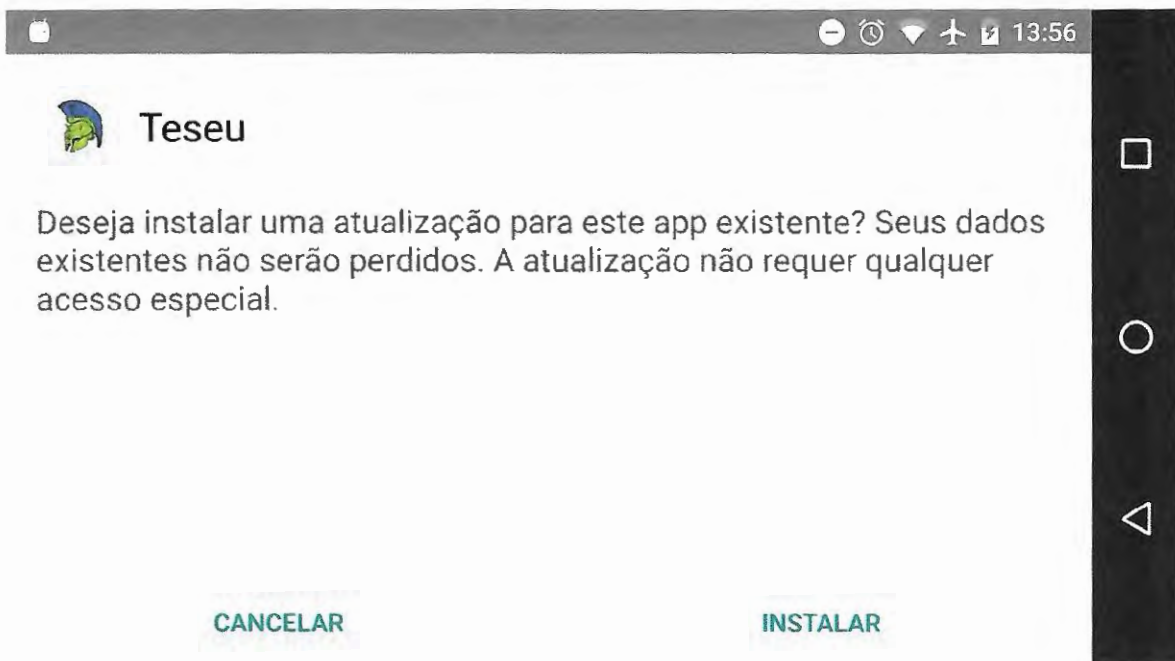 13:56
Teseu
Deseja instalar uma atualização para este app existente? Seus dados
existentes não serão perdidos. A atualização não requer qualquer
acesso especial.
CANCELAR
INSTALAR